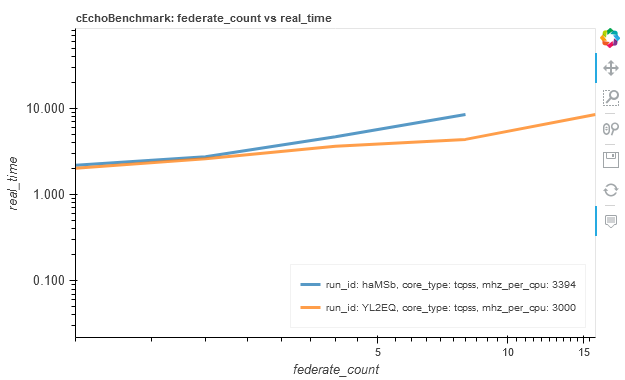 cEchoBenchmark: federate_count vs real_time
10.000
1.000
0.100
real_time
run_id: haMSb, core_type: tcpss, mhz_per_cpu: 3394
run_id: YL2EQ, core_type: tcpss, mhz_per_cpu: 3000
5
10
15
federate_count